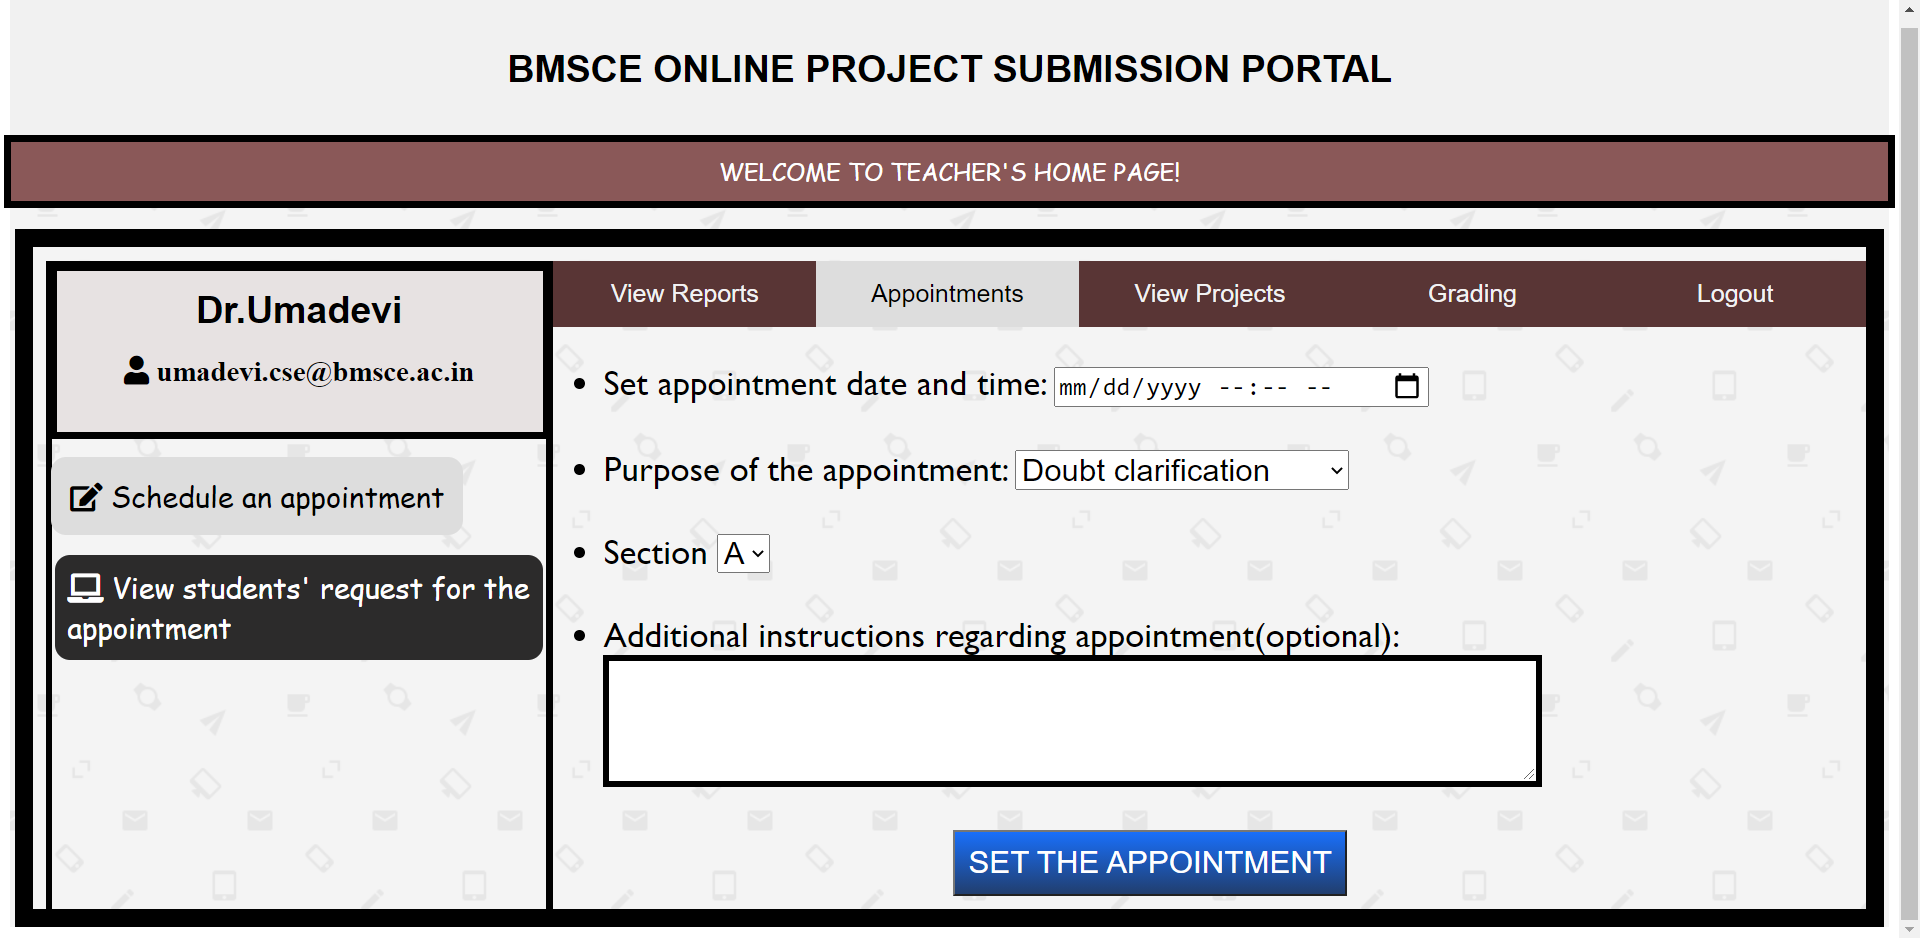 BMSCE ONLINE PROJECT SUBMISSION PORTAL
WELCOME TO TEACHER'S HOME PAGE!
Dr.Umadevi
umadevi.cse@bmsce.ac.in
Schedule an appointment
View students' request for the
appointment
View Reports Appointments View Projects Grading Logout
Set appointment date and time: mm/dd/yyyy --:-- --
Purpose of the appointment: Doubt clarification
Section A
Additional instructions regarding appointment(optional):
SET THE APPOINTMENT